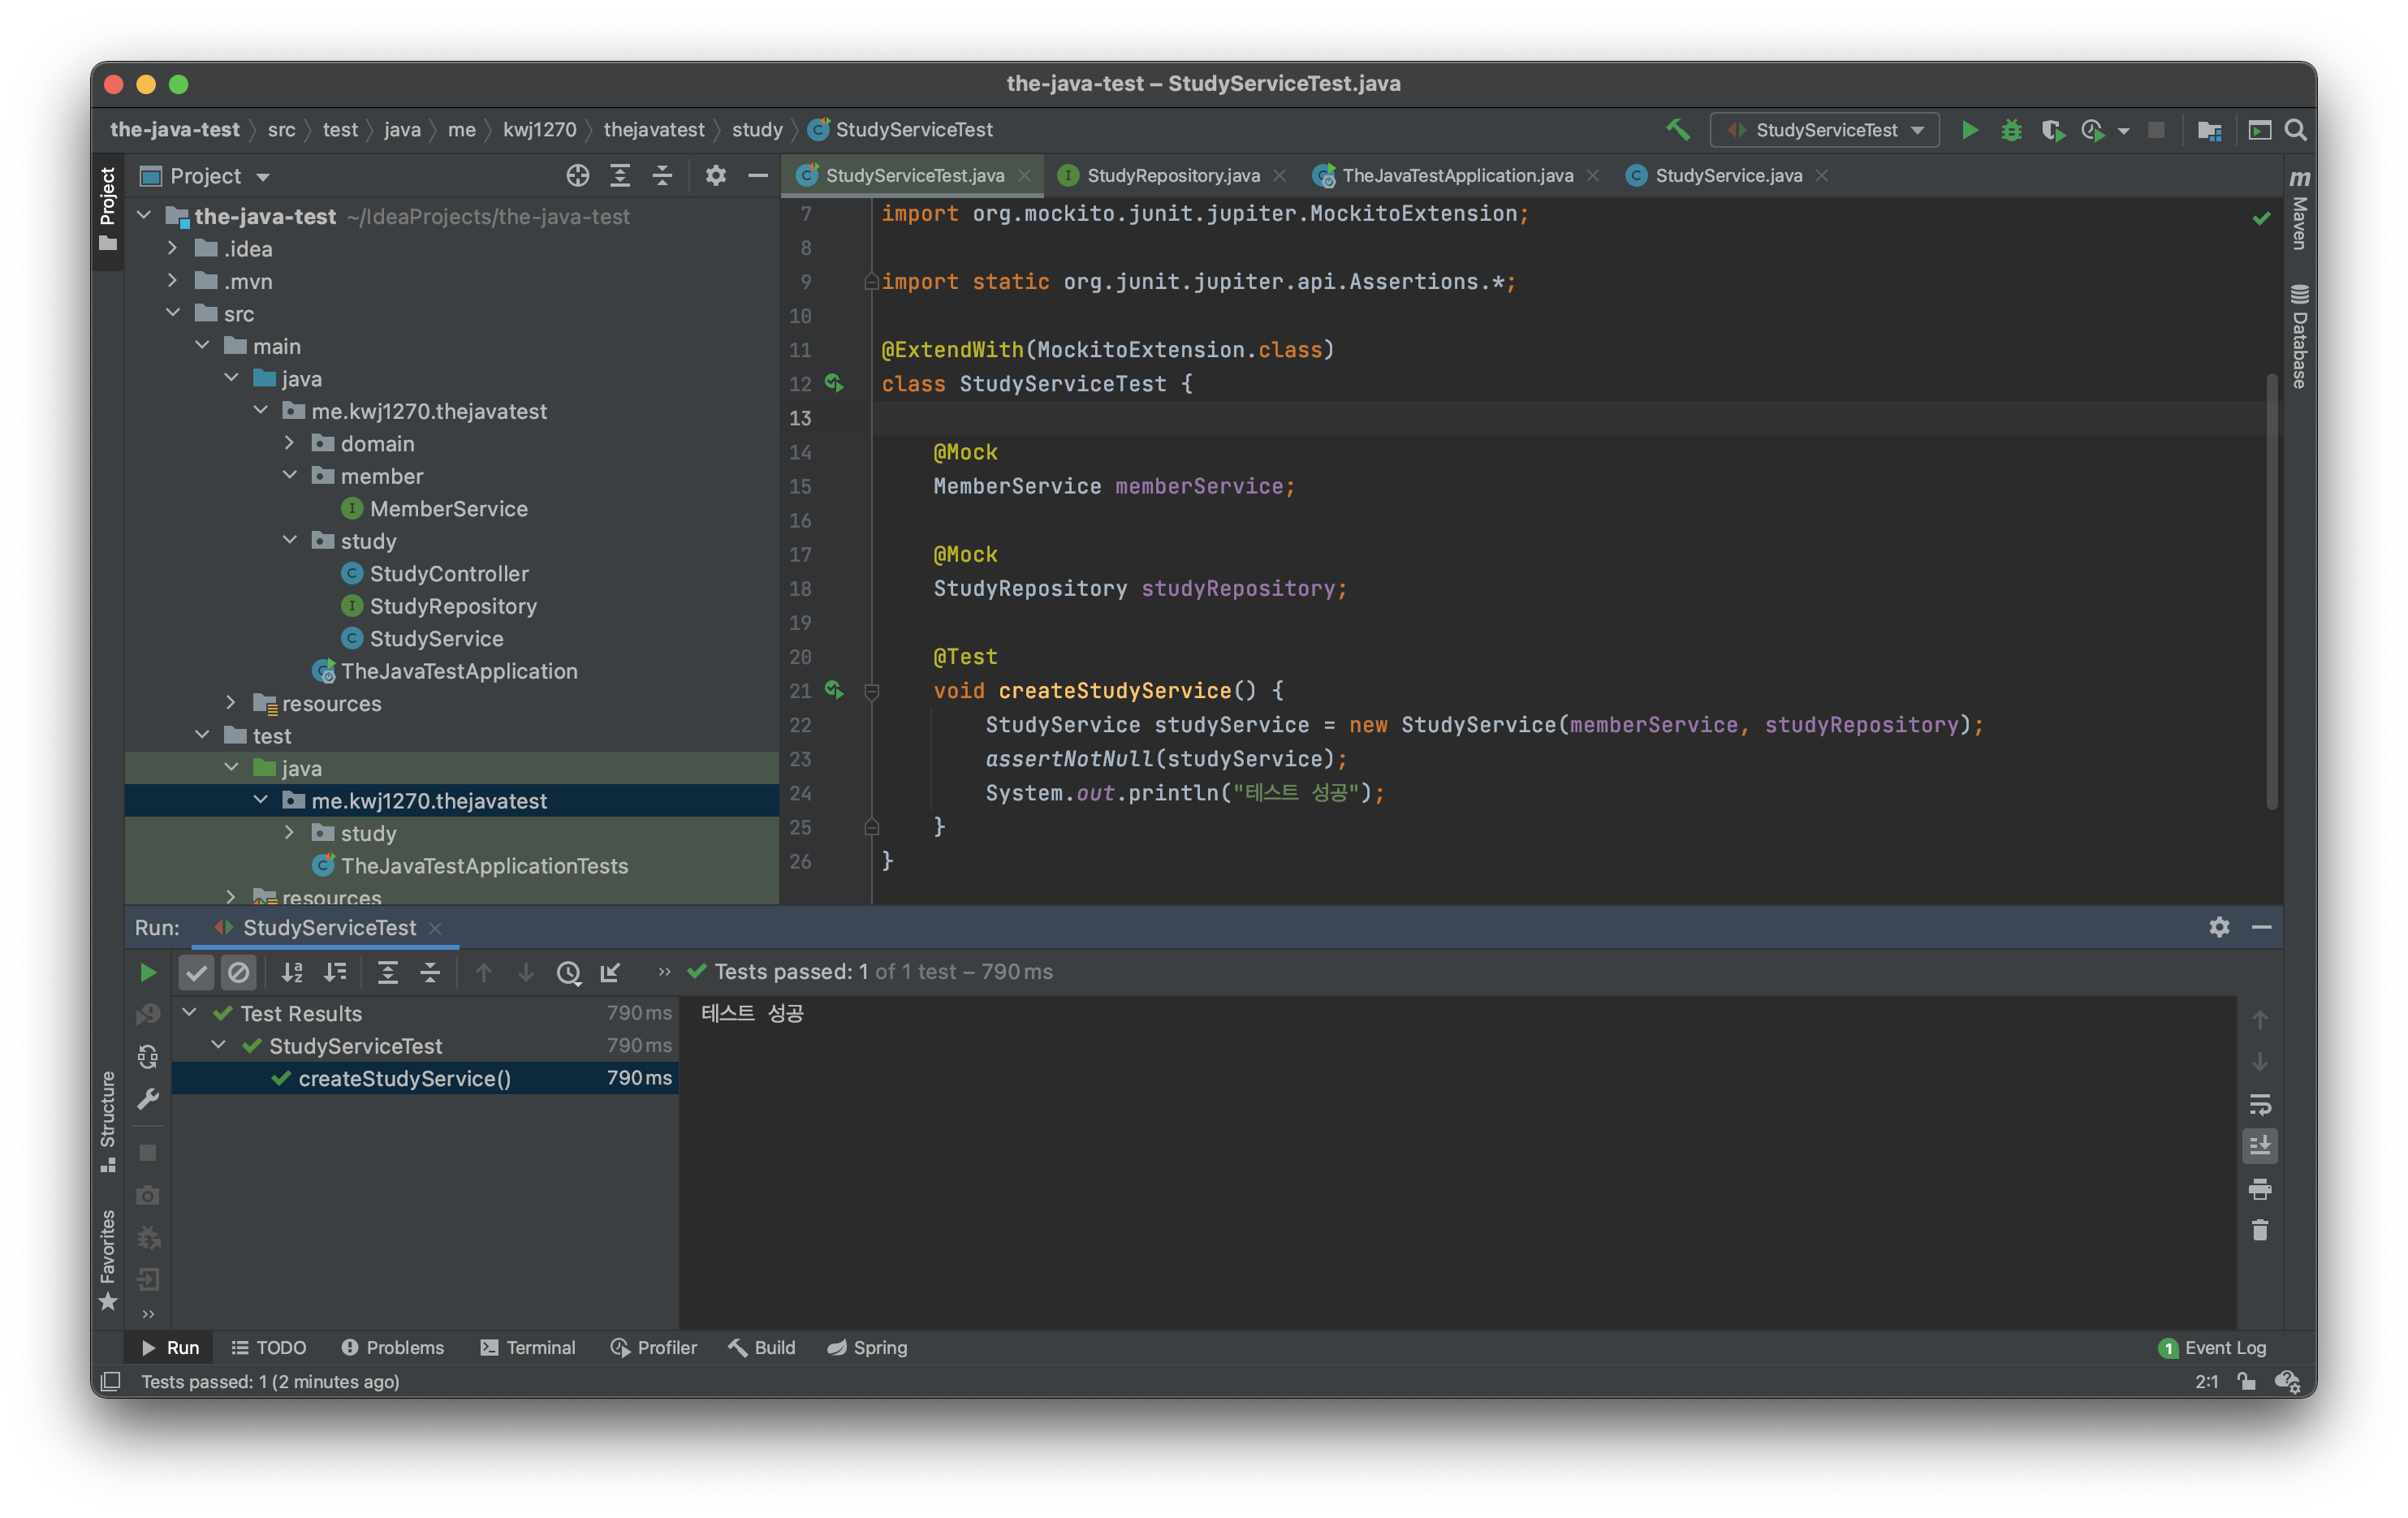 the-java-test – StudyServiceTest.java
the-java-test src test java me kwj1270 thejavatest study StudyServiceTest
StudyServiceTest
Project
Project
StudyServiceTest.java StudyRepository.java TheJavaTestApplication.java StudyService.java
Maven
Database
the-java-test ~/IdeaProjects/the-java-test
.idea
.mvn
src
main
java
me.kwj1270.thejavatest
domain
member
MemberService
study
StudyController
StudyRepository
StudyService
TheJavaTestApplication
resources
test
java
me.kwj1270.thejavatest
study
TheJavaTestApplicationTests
resources
7 import org.mockito.junit.jupiter.MockitoExtension;
8
9 import static org.junit.jupiter.api.Assertions.*;
10
11 @ExtendWith(MockitoExtension.class)
12 class StudyServiceTest {
13
14 @Mock
15 MemberService memberService;
16
17 @Mock
18 StudyRepository studyRepository;
19
20 @Test
21 void createStudyService() {
22 StudyService studyService = new StudyService(memberService, studyRepository);
23 assertNotNull(studyService);
24 System.out.println("테스트 성공");
25 }
26 }
Run: StudyServiceTest
Tests passed: 1 of 1 test – 790 ms
Test Results 790 ms
StudyServiceTest 790 ms
createStudyService() 790 ms
테스트 성공
Structure
Favorites
Run TODO Problems Terminal Profiler Build Spring
1 Event Log
Tests passed: 1 (2 minutes ago)
2:1